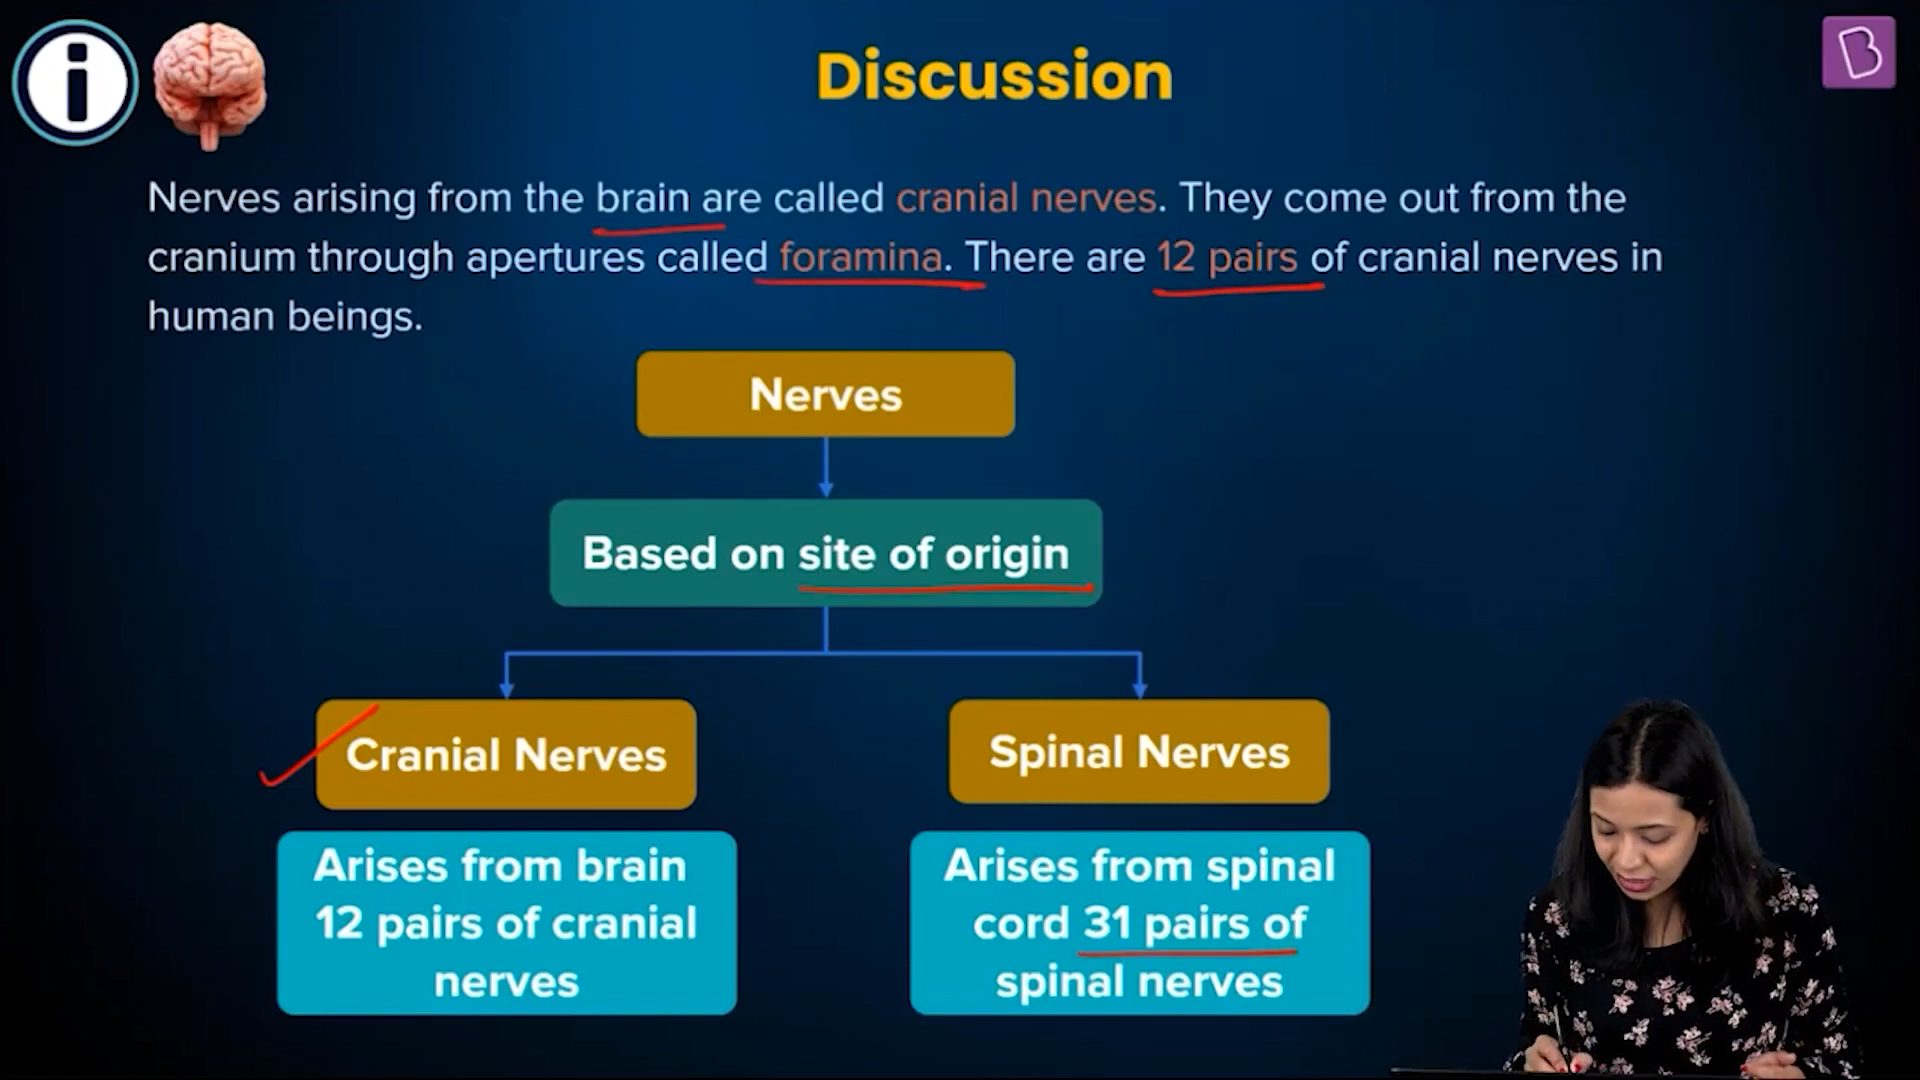 Discussion
Nerves arising from the brain are called cranial nerves. They come out from the
cranium through apertures called foramina. There are 12 pairs of cranial nerves in
human beings.
Nerves
Based on site of origin
Cranial Nerves
Spinal Nerves
Arises from brain
12 pairs of cranial
nerves
Arises from spinal
cord 31 pairs of
spinal nerves